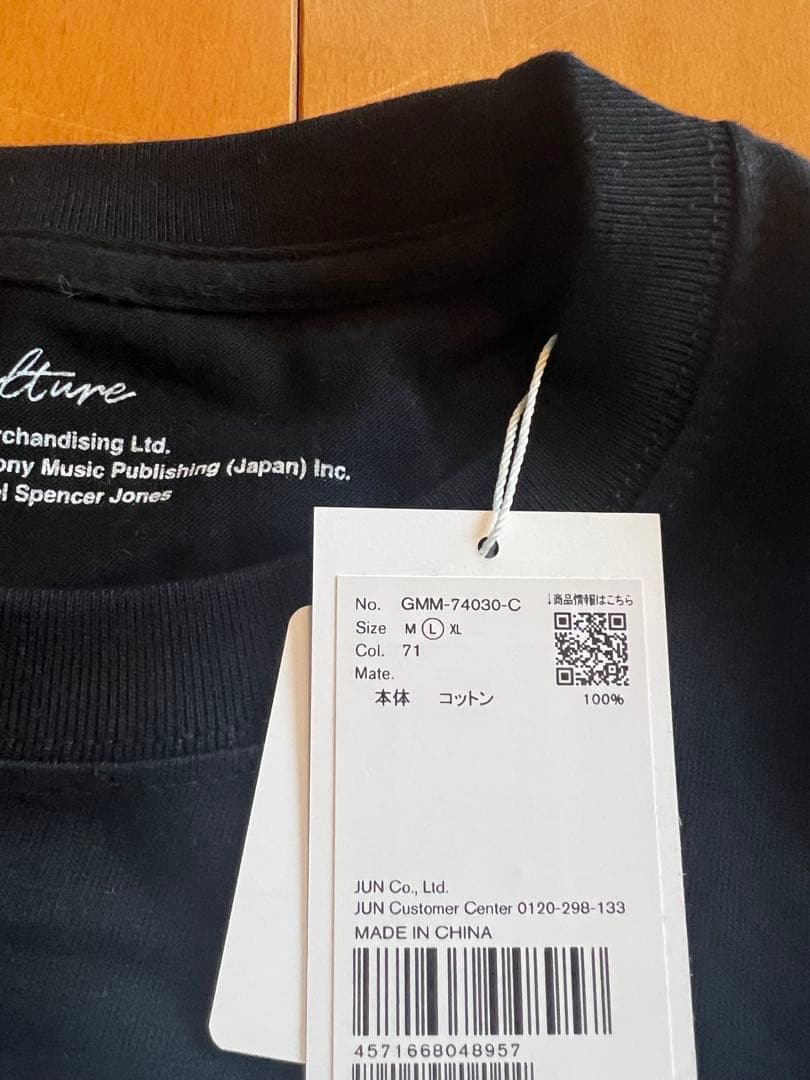 lture
rchandising Ltd.
ony Music Publishing (Japan) Inc.
l Spencer Jones
No. GMM-74030-C
↓商品情報はこちら
Size M L XL
Col. 71
Mate.
本体 コットン 100%
JUN Co., Ltd.
JUN Customer Center 0120-298-133
MADE IN CHINA
4571668048957